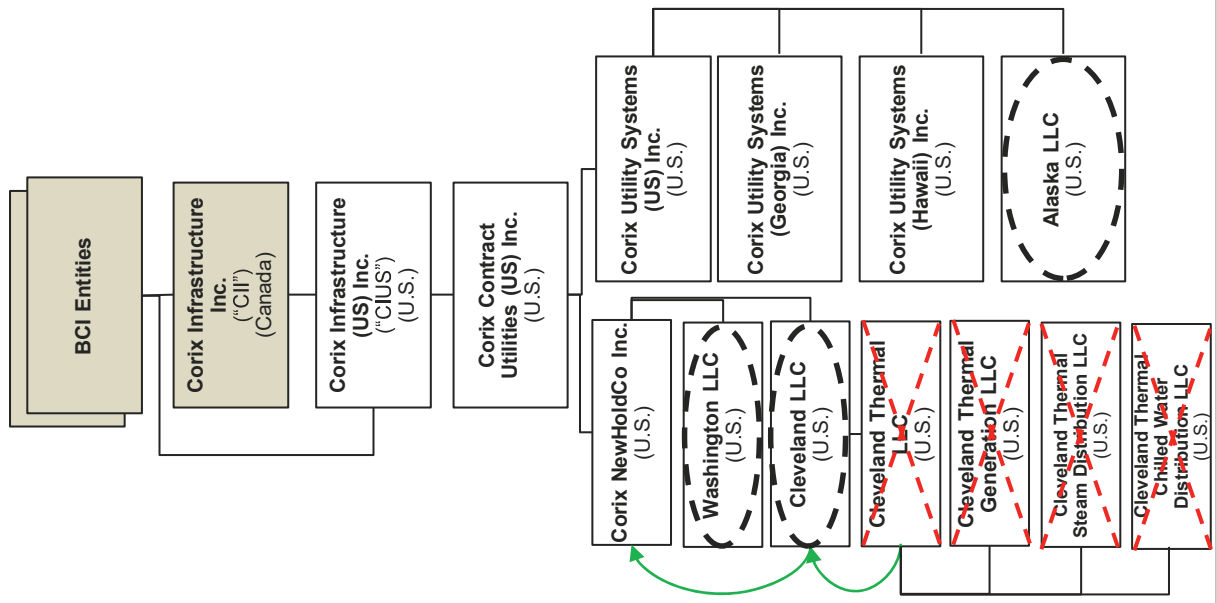 BCI Entities
Corix Infrastructure
Inc.
(“CII”)
(Canada)
Corix Infrastructure
(US) Inc.
(“CIUS”)
(U.S.)
Corix Contract
Utilities (US) Inc.
(U.S.)
Corix NewHoldCo Inc.
(U.S.)
Washington LLC
(U.S.)
Cleveland LLC
(U.S.)
Cleveland Thermal
LLC
(U.S.)
Cleveland Thermal
Generation LLC
(U.S.)
Cleveland Thermal
Steam Distribution LLC
(U.S.)
Cleveland Thermal
Chilled Water
Distribution LLC
(U.S.)
Corix Utility Systems
(US) Inc.
(U.S.)
Corix Utility Systems
(Georgia) Inc.
(U.S.)
Corix Utility Systems
(Hawaii) Inc.
(U.S.)
Alaska LLC
(U.S.)